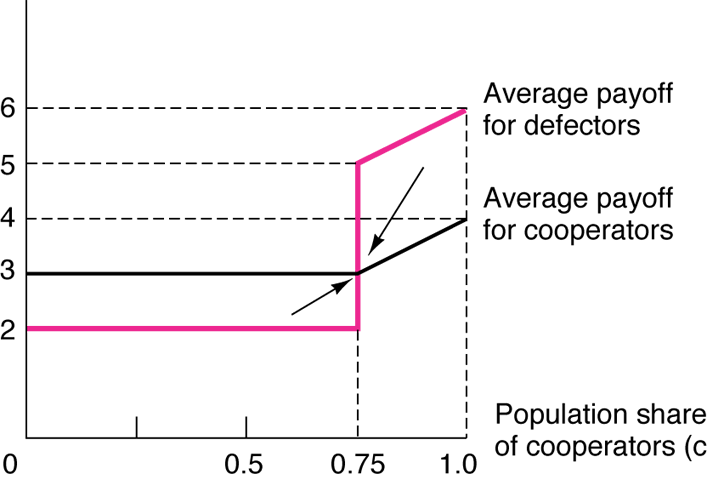 6
Average payoff
for defectors
5
4
Average payoff
for cooperators
3
2
Population share
of cooperators (c
0
0.5
0.75
1.0